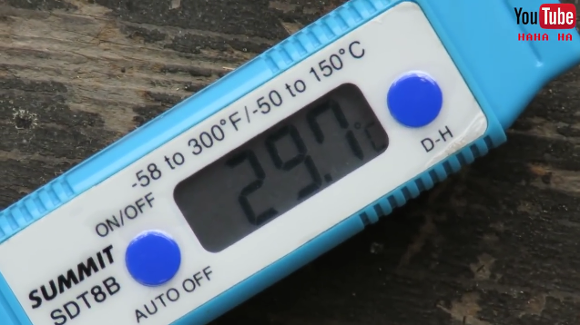 YouTube
HAHA HA
-58 to 300°F/-50 to 150°C
29.7°C
D-H
ON/OFF
SUMMIT
SDT8B
AUTO OFF